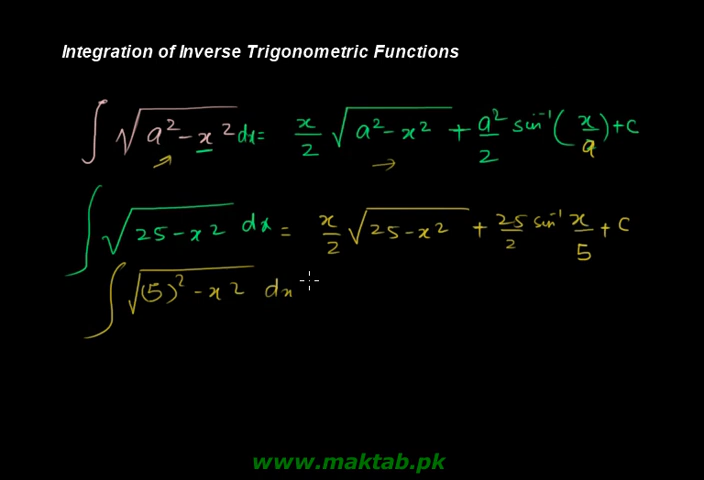 Integration of Inverse Trigonometric Functions
∫ √(a² − x²) dx = x/2 √(a² − x²) + a²/2 sin⁻¹ (x/a) + c
∫ √(25 − x²) dx = x/2 √(25 − x²) + 25/2 sin⁻¹ x/5 + c
∫ √((5)² − x²) dx
www.maktab.pk